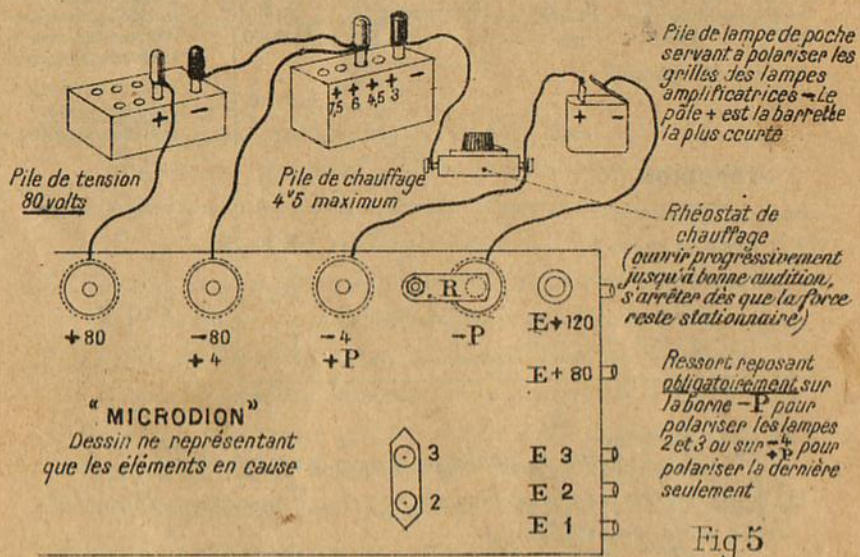 Pile de lampe de poche
servant a polariser les
grilles des lampes
amplificatrices - Le
pôle + est la barrette
la plus courte
+ -
7,5 6 4,5 3
+ + + + -
+ -
Pile de tension
80 volts
Pile de chauffage
4v5 maximum
Rhéostat de
chauffage
(ouvrir progressivement
jusqu'à bonne audition,
s'arrêter dès que la force
reste stationnaire)
R
+80
-80
+4
-4
+P
-P
E+120
E+80
"MICRODION"
Dessin ne représentant
que les éléments en cause
3
2
E 3
E 2
E 1
Ressort reposant
obligatoirement sur
la borne -P pour
polariser les lampes
2 et 3 ou sur -4 +P pour
polariser la dernière
seulement
Fig.5